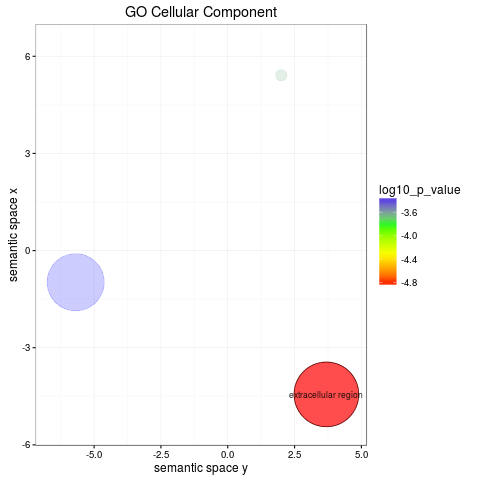 GO Cellular Component
6
3
0
-3
-6
semantic space x
extracellular region
-5.0
-2.5
0.0
2.5
5.0
semantic space y
log10_p_value
-3.6
-4.0
-4.4
-4.8